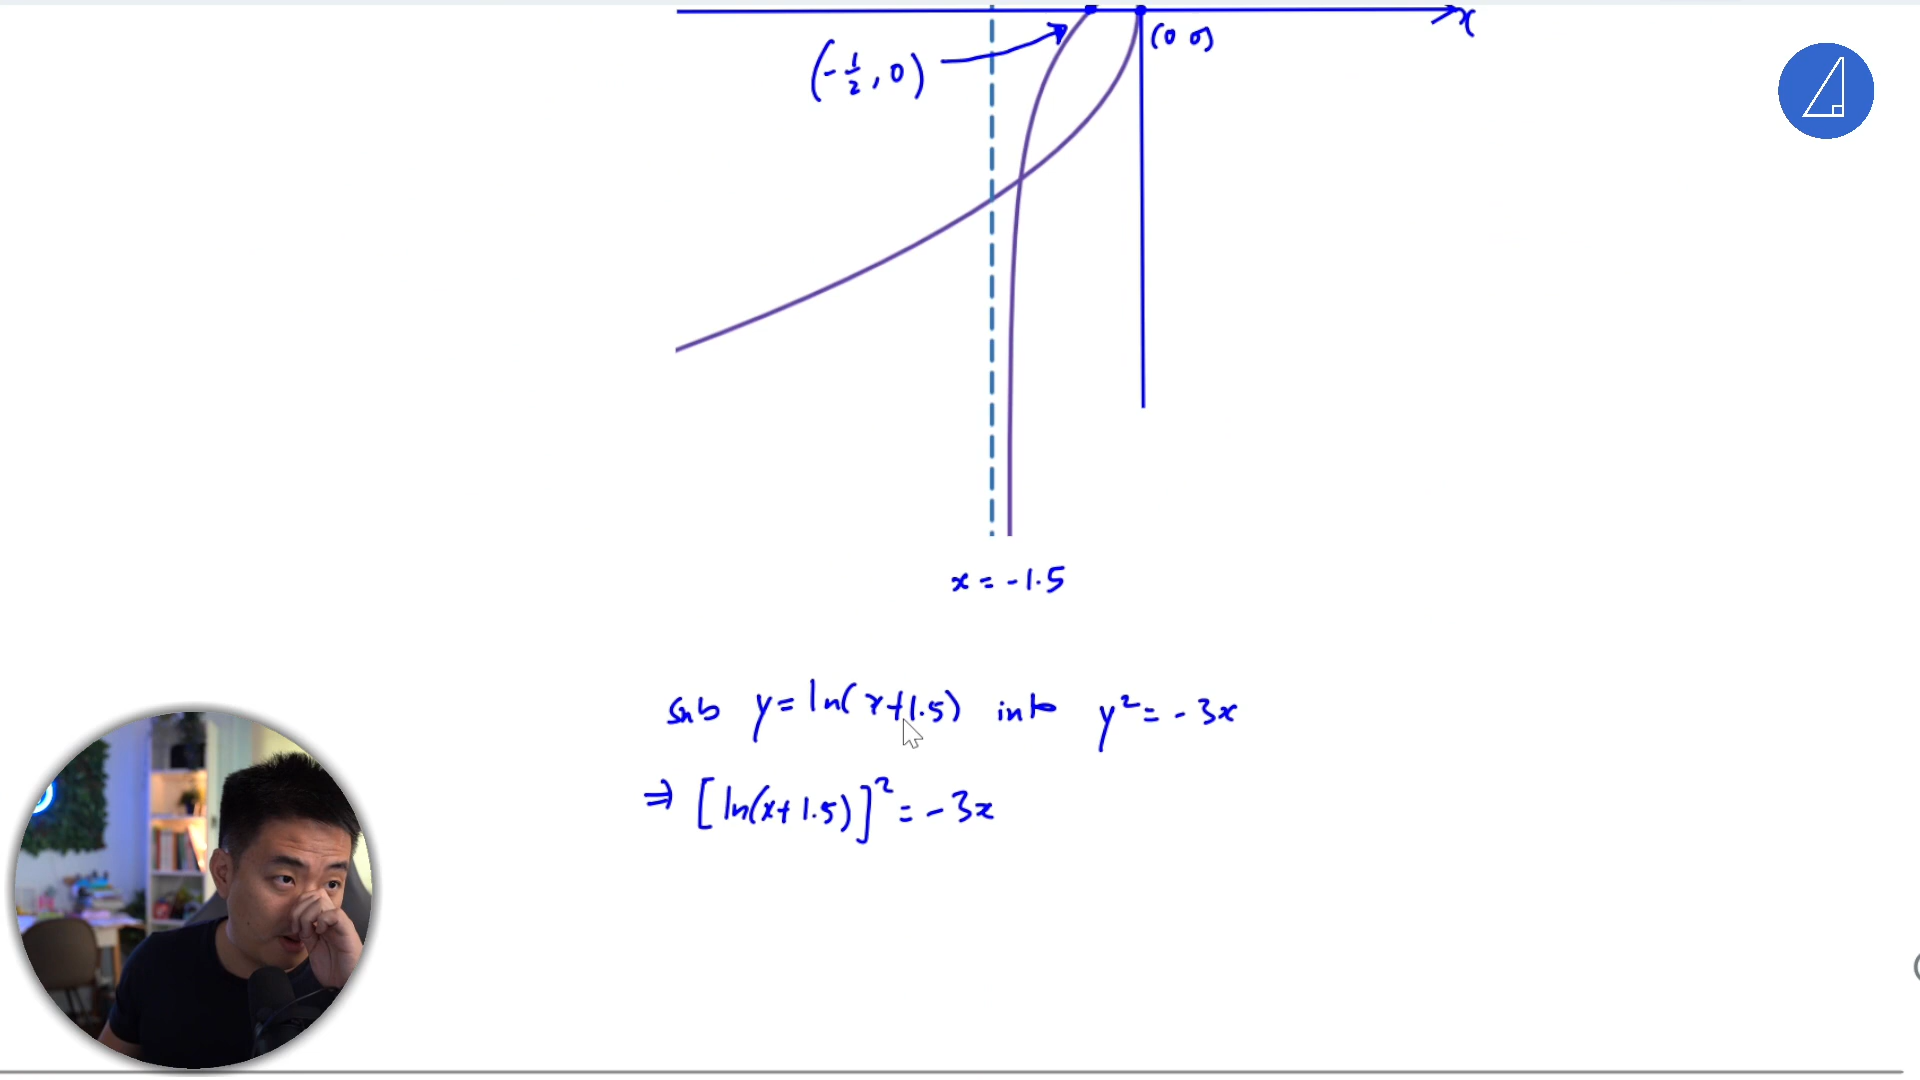 x
(0 0)
(-1/2, 0)
x = -1.5
Sub y = ln(x+1.5) into y² = -3x
⇒ [ln(x+1.5)]² = -3x